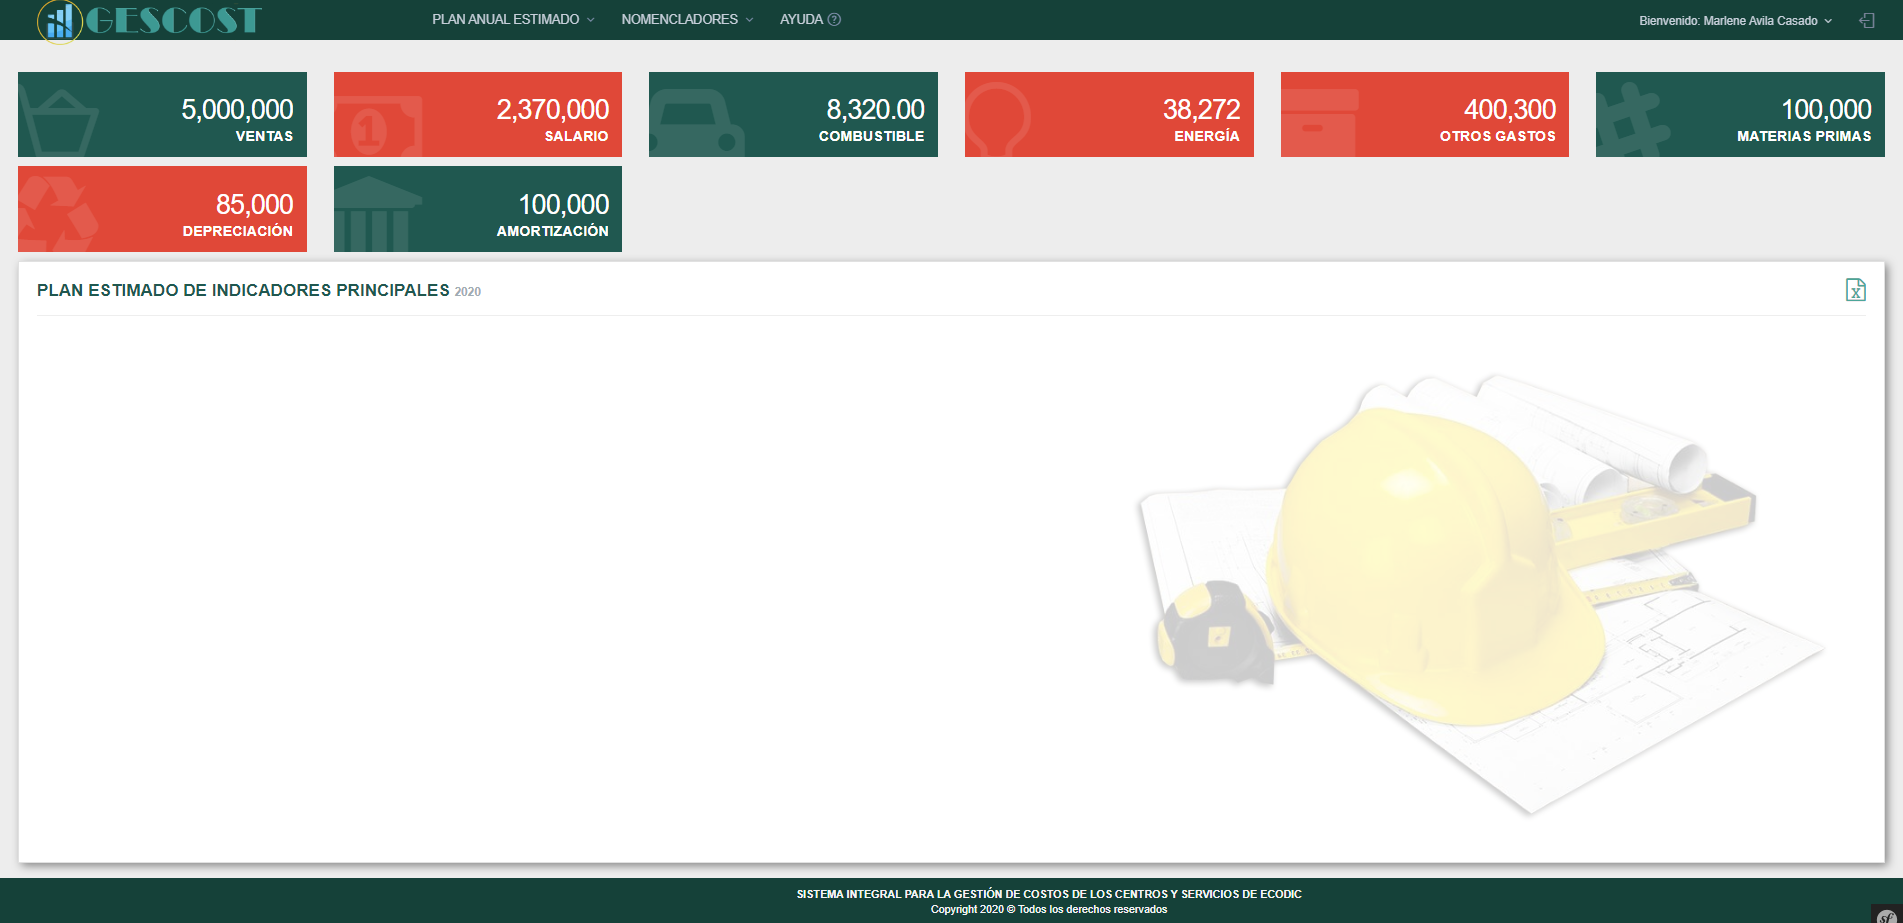 GESCOST
PLAN ANUAL ESTIMADO
NOMENCLADORES
AYUDA
Bienvenido: Marlene Avila Casado
5,000,000
VENTAS
2,370,000
SALARIO
8,320.00
COMBUSTIBLE
38,272
ENERGÍA
400,300
OTROS GASTOS
100,000
MATERIAS PRIMAS
85,000
DEPRECIACIÓN
100,000
AMORTIZACIÓN
PLAN ESTIMADO DE INDICADORES PRINCIPALES 2020
SISTEMA INTEGRAL PARA LA GESTIÓN DE COSTOS DE LOS CENTROS Y SERVICIOS DE ECODIC
Copyright 2020 © Todos los derechos reservados